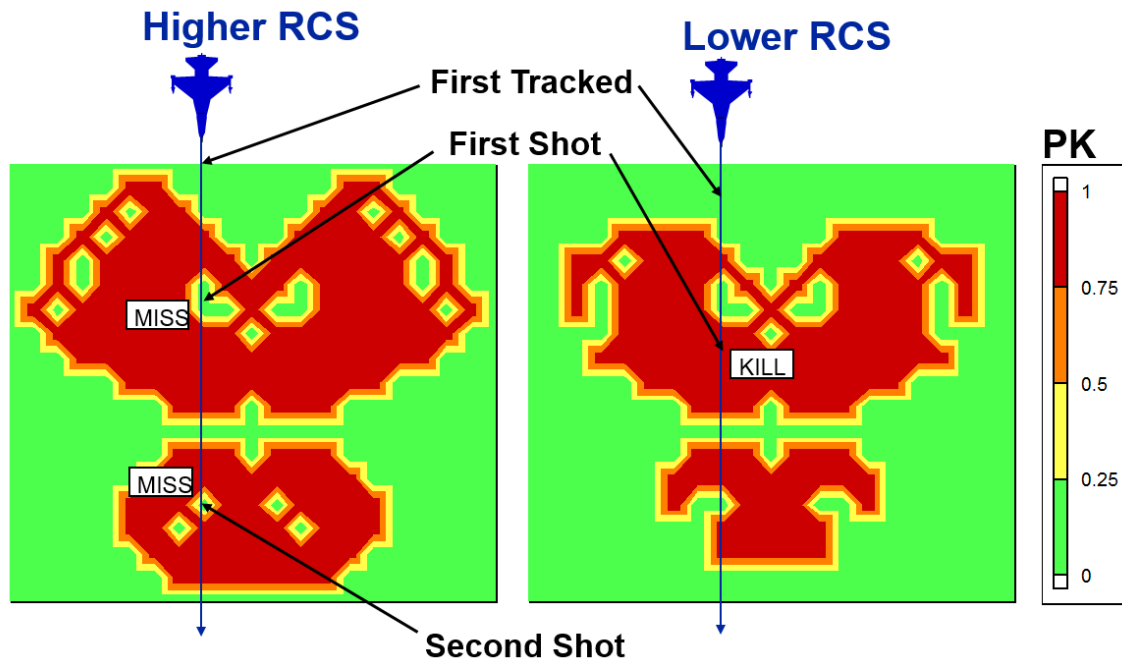 Higher RCS
Lower RCS
First Tracked
First Shot
PK
1
0.75
0.5
0.25
0
MISS
KILL
MISS
Second Shot